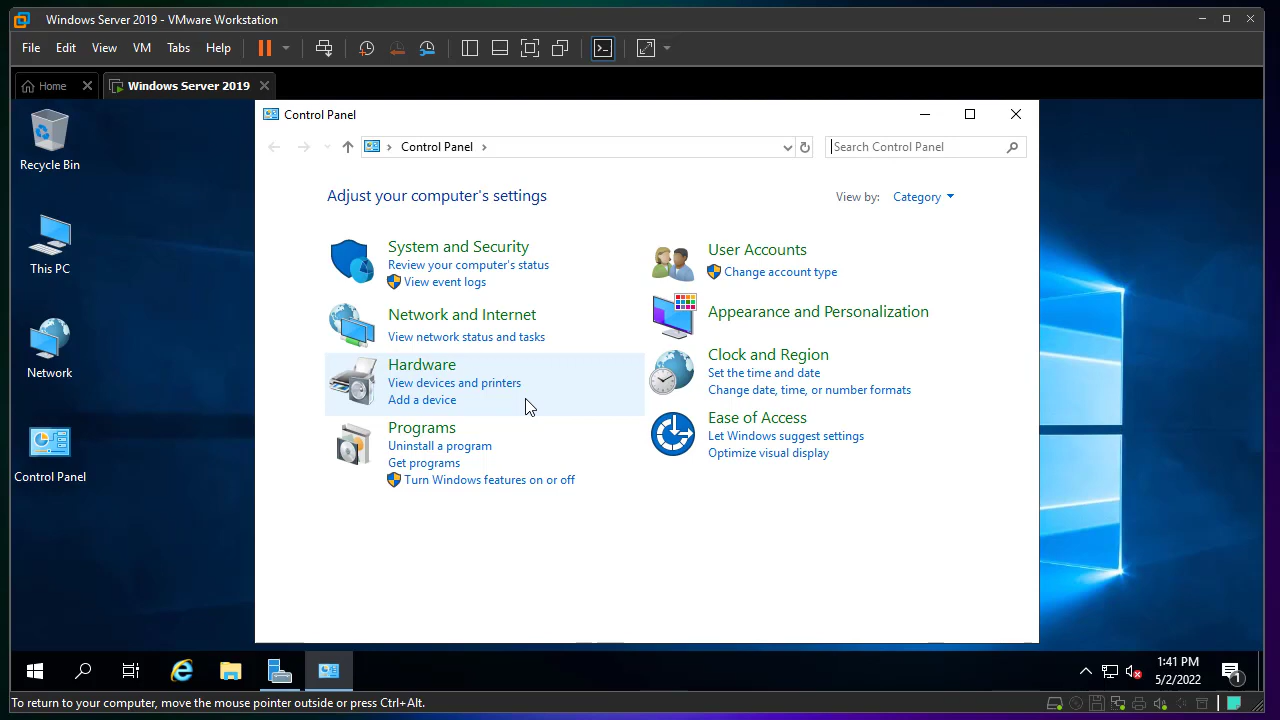 Windows Server 2019 - VMware Workstation
File Edit View VM Tabs Help
Home Windows Server 2019
Recycle Bin
This PC
Network
Control Panel
Control Panel
Control Panel
Search Control Panel
Adjust your computer's settings
View by: Category
System and Security
Review your computer's status
View event logs
Network and Internet
View network status and tasks
Hardware
View devices and printers
Add a device
Programs
Uninstall a program
Get programs
Turn Windows features on or off
User Accounts
Change account type
Appearance and Personalization
Clock and Region
Set the time and date
Change date, time, or number formats
Ease of Access
Let Windows suggest settings
Optimize visual display
1:41 PM
5/2/2022
1
To return to your computer, move the mouse pointer outside or press Ctrl+Alt.